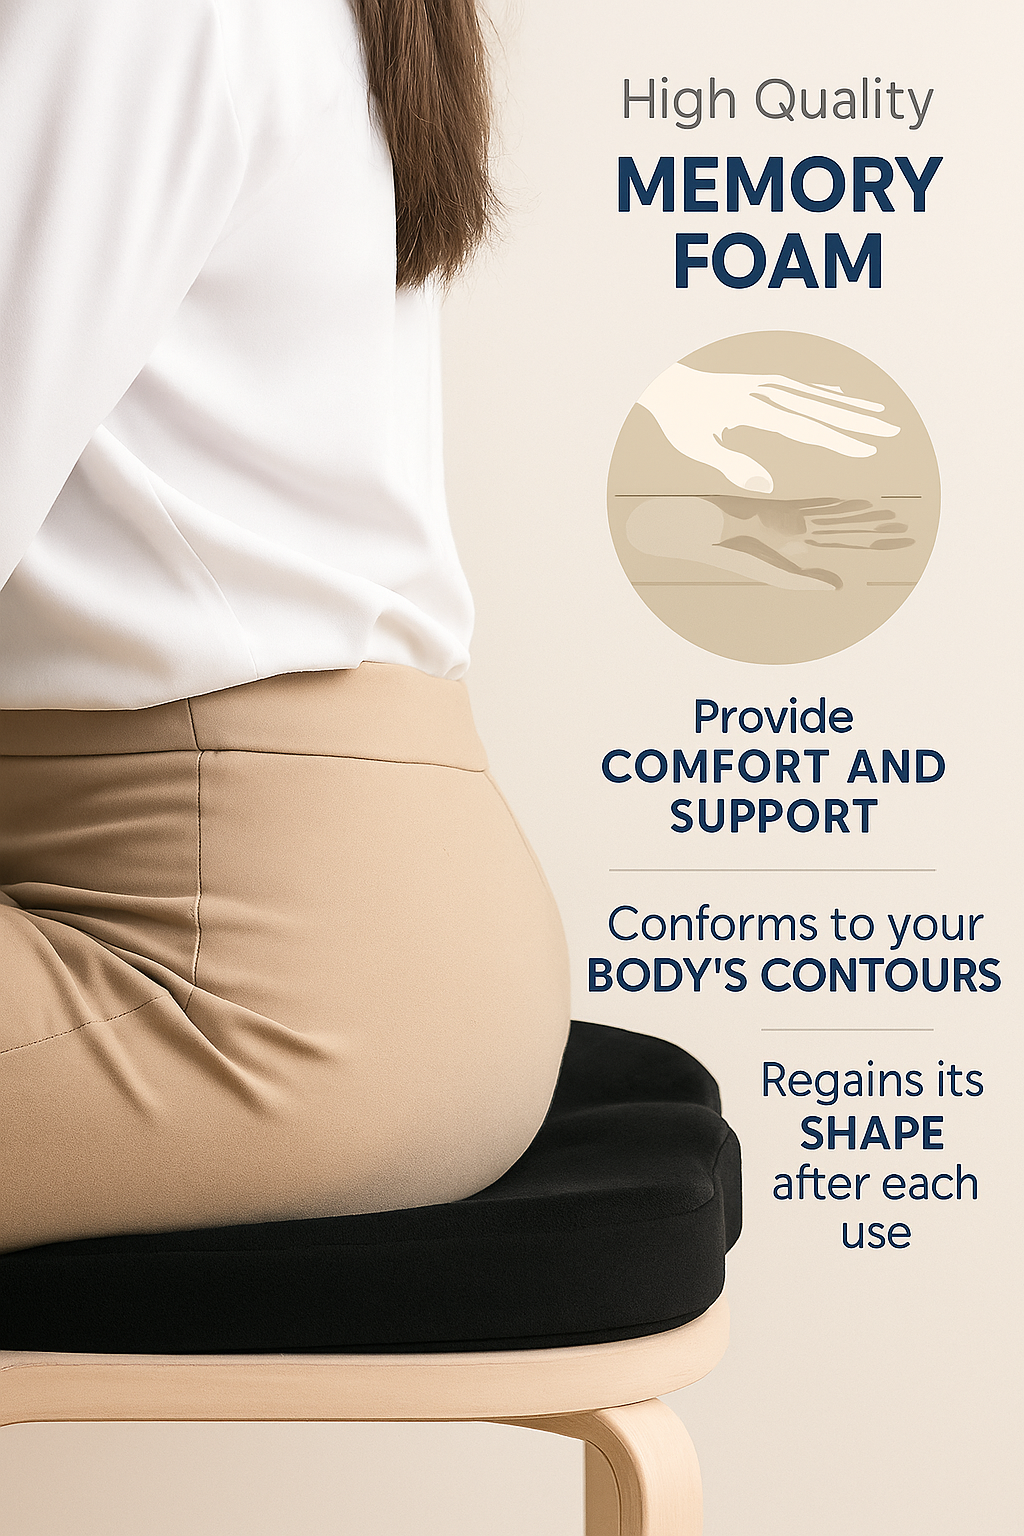 High Quality
MEMORY
FOAM
Provide
COMFORT AND
SUPPORT
Conforms to your
BODY'S CONTOURS
Regains its
SHAPE
after each
use